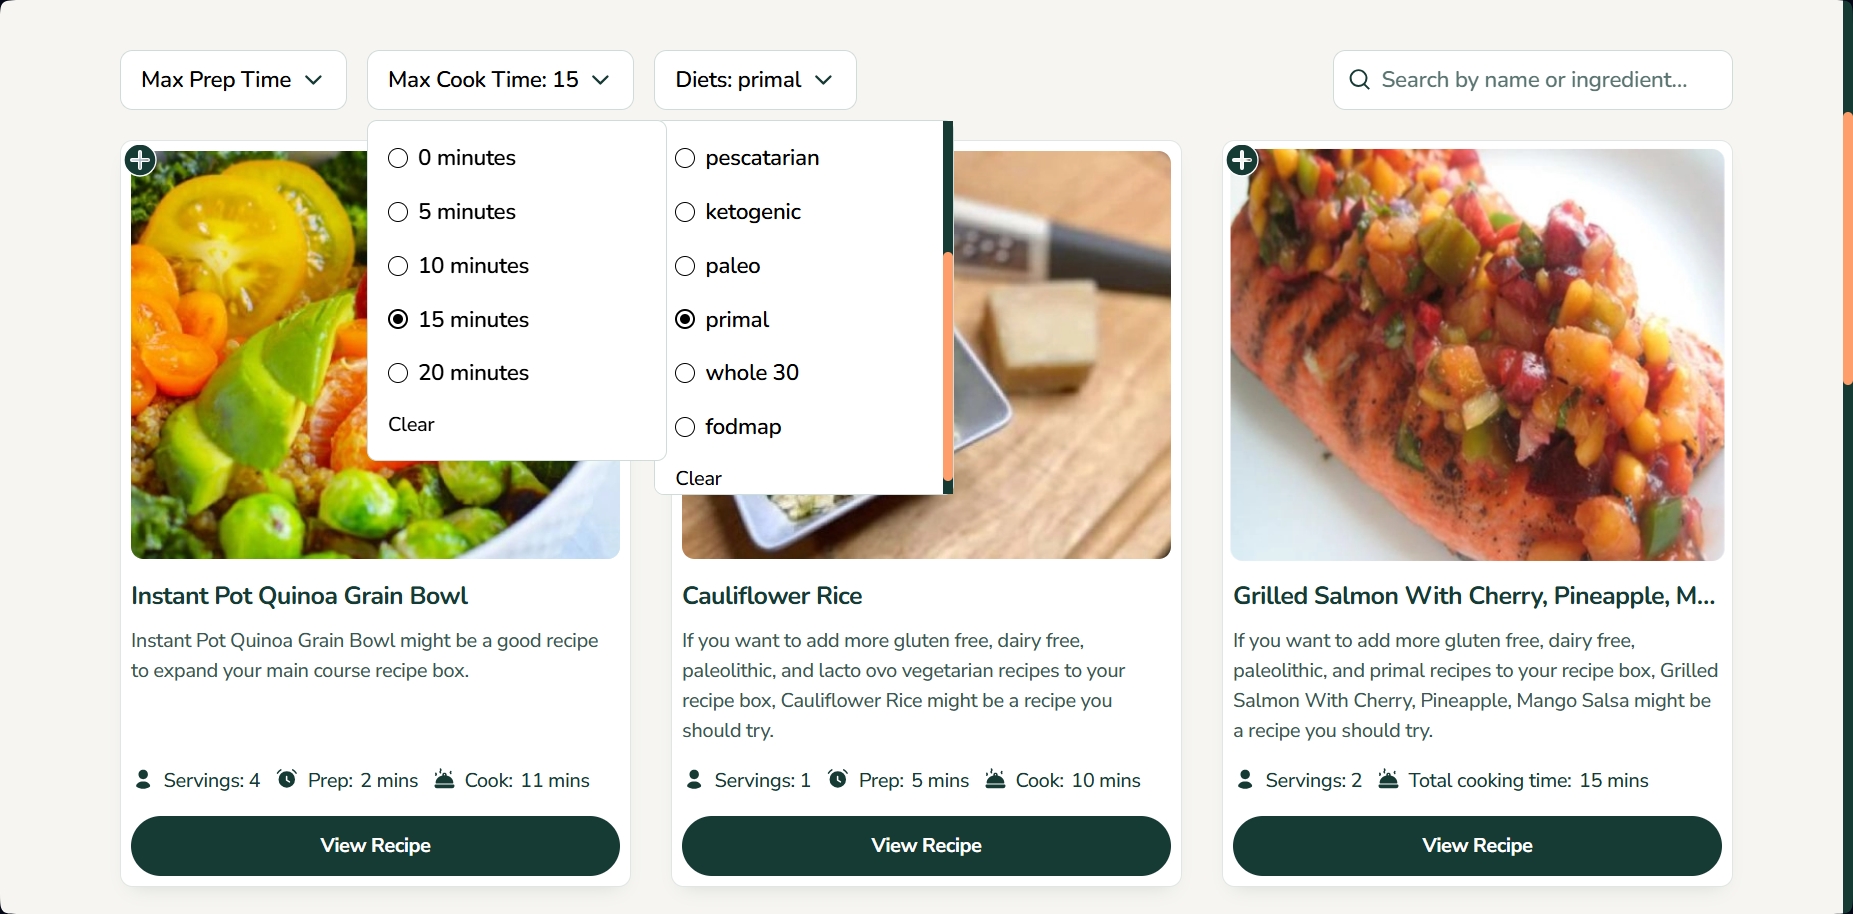 Max Prep Time
Max Cook Time: 15
Diets: primal
Search by name or ingredient...
0 minutes
5 minutes
10 minutes
15 minutes
20 minutes
Clear
pescatarian
ketogenic
paleo
primal
whole 30
fodmap
Clear
Instant Pot Quinoa Grain Bowl
Instant Pot Quinoa Grain Bowl might be a good recipe
to expand your main course recipe box.
Servings: 4 Prep: 2 mins Cook: 11 mins
View Recipe
Cauliflower Rice
If you want to add more gluten free, dairy free,
paleolithic, and lacto ovo vegetarian recipes to your
recipe box, Cauliflower Rice might be a recipe you
should try.
Servings: 1 Prep: 5 mins Cook: 10 mins
View Recipe
Grilled Salmon With Cherry, Pineapple, M...
If you want to add more gluten free, dairy free,
paleolithic, and primal recipes to your recipe box, Grilled
Salmon With Cherry, Pineapple, Mango Salsa might be
a recipe you should try.
Servings: 2 Total cooking time: 15 mins
View Recipe